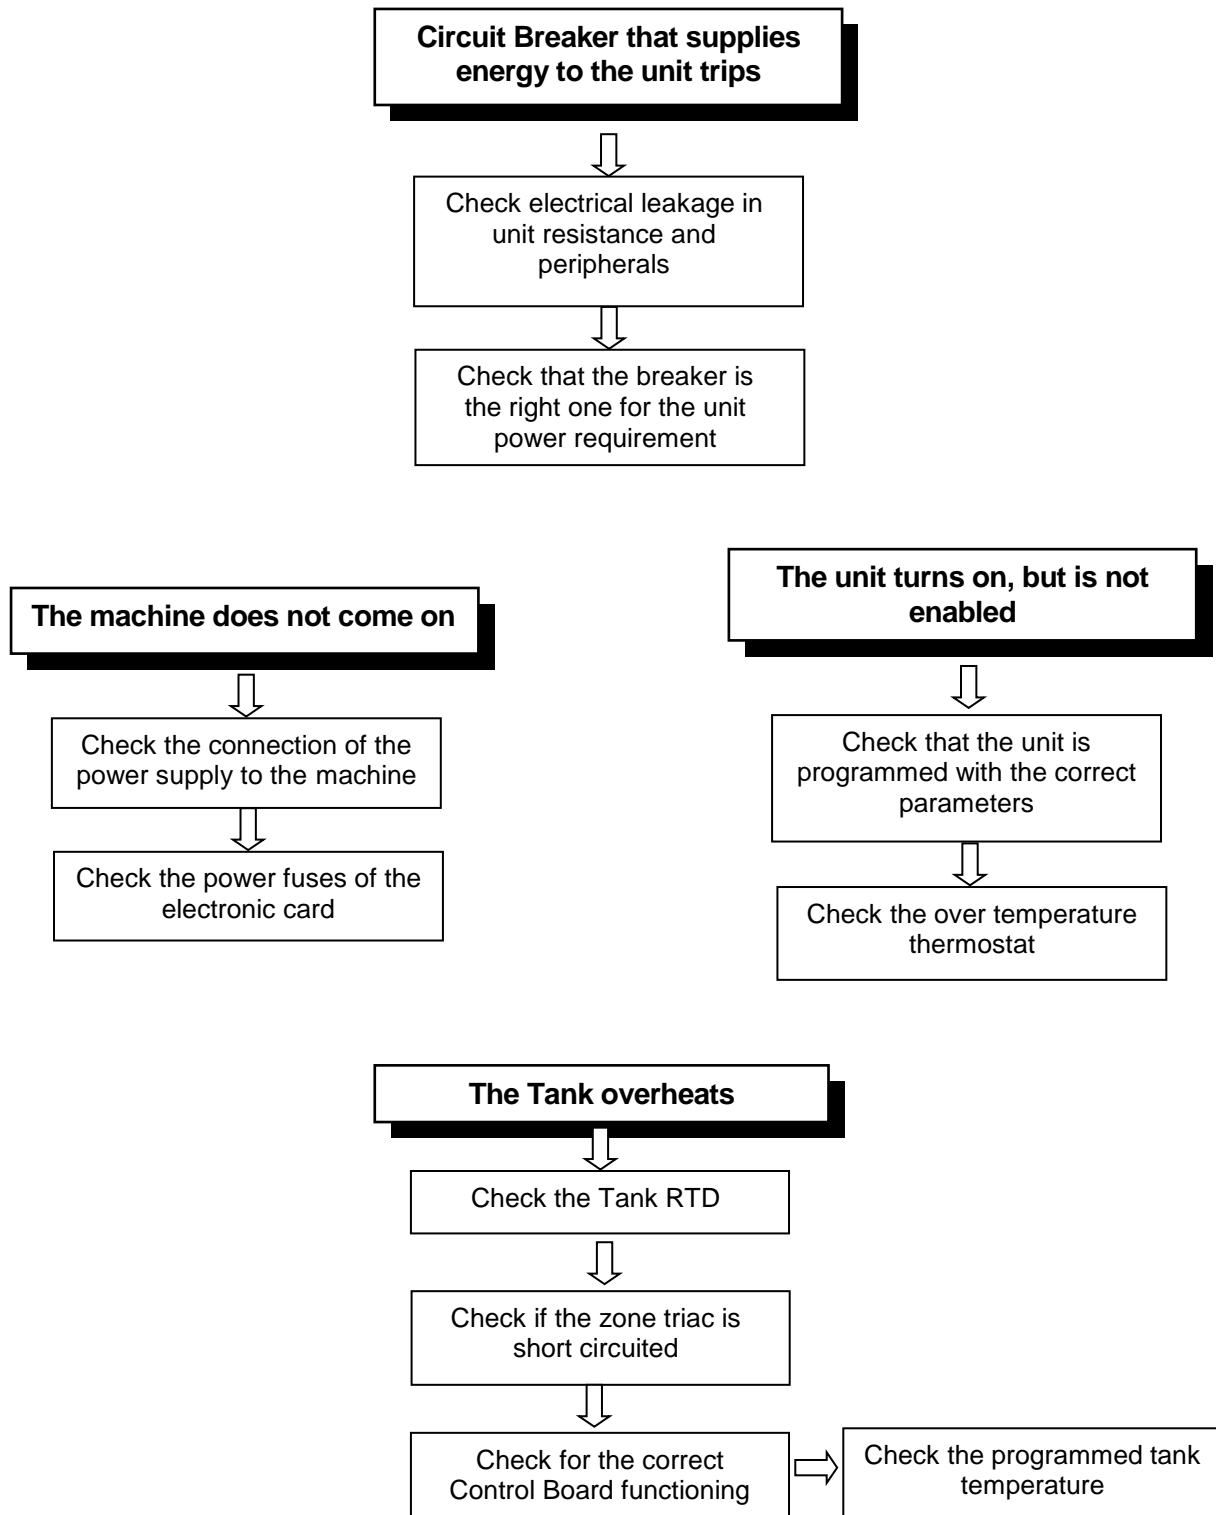 Circuit Breaker that supplies
energy to the unit trips
Check electrical leakage in
unit resistance and
peripherals
Check that the breaker is
the right one for the unit
power requirement
The machine does not come on
Check the connection of the
power supply to the machine
Check the power fuses of the
electronic card
The unit turns on, but is not
enabled
Check that the unit is
programmed with the correct
parameters
Check the over temperature
thermostat
The Tank overheats
Check the Tank RTD
Check if the zone triac is
short circuited
Check for the correct
Control Board functioning
Check the programmed tank
temperature